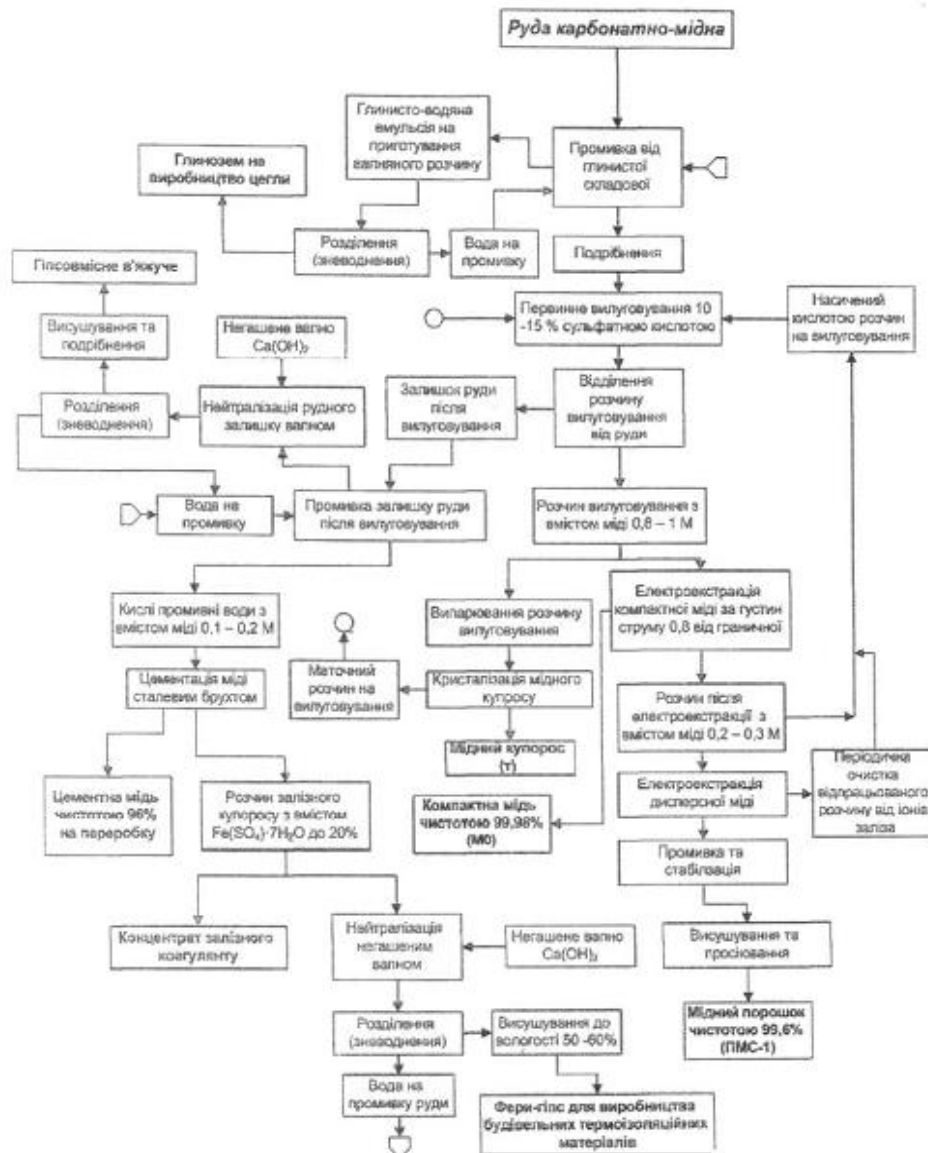 Руда карбонатно-мідна
Глинисто-водяна
емульсія на
приготування
вапняного розчину
Промивка від
глинистої
складової
Глинозем на
виробництво цегли
Розділення
(зневоднення)
Вода на
промивку
Подрібнення
Гіпсовмісне в'яжуче
Первинне вилуговування 10
-15 % сульфатною кислотою
Насичений
кислотою розчин
на вилуговування
Висушування та
подрібнення
Негашене вапно
Ca(OH)₂
Залишок руди
після
вилуговування
Відділення
розчину
вилуговування
від руди
Розділення
(зневоднення)
Нейтралізація рудного
залишку вапном
Вода на
промивку
Промивка залишку руди
після вилуговування
Розчин вилуговування з
вмістом міді 0,8 – 1 М
Кислі промивні води з
вмістом міді 0,1 – 0,2 М
Випарювання розчину
вилуговування
Електроекстракція
компактної міді за густин
струму 0,8 від граничної
Цементація міді
сталевим брухтом
Маточний
розчин на
вилуговування
Кристалізація мідного
купросу
Розчин після
електроекстракції з
вмістом міді 0,2 – 0,3 М
Мідний купорос
(т)
Цементна мідь
чистотою 96%
на переробку
Розчин залізного
купоросу з вмістом
Fe(SO₄)·7H₂O до 20%
Компактна мідь
чистотою 99,98%
(М0)
Електроекстракція
дисперсної міді
Періодична
очистка
відпрацьованого
розчину від іонів
заліза
Промивка та
стабілзація
Концентрат залізного
коагулянту
Нейтралізація
негашеним
вапном
Негашене вапно
Ca(OH)₂
Висушування та
просіювання
Розділення
(зневоднення)
Висушування до
вологості 50 -60%
Мідний порошок
чистотою 99,6%
(ПМС-1)
Вода на
промивку руди
Фери-гіпс для виробництва
будівельних термоізоляційних
матеріалів